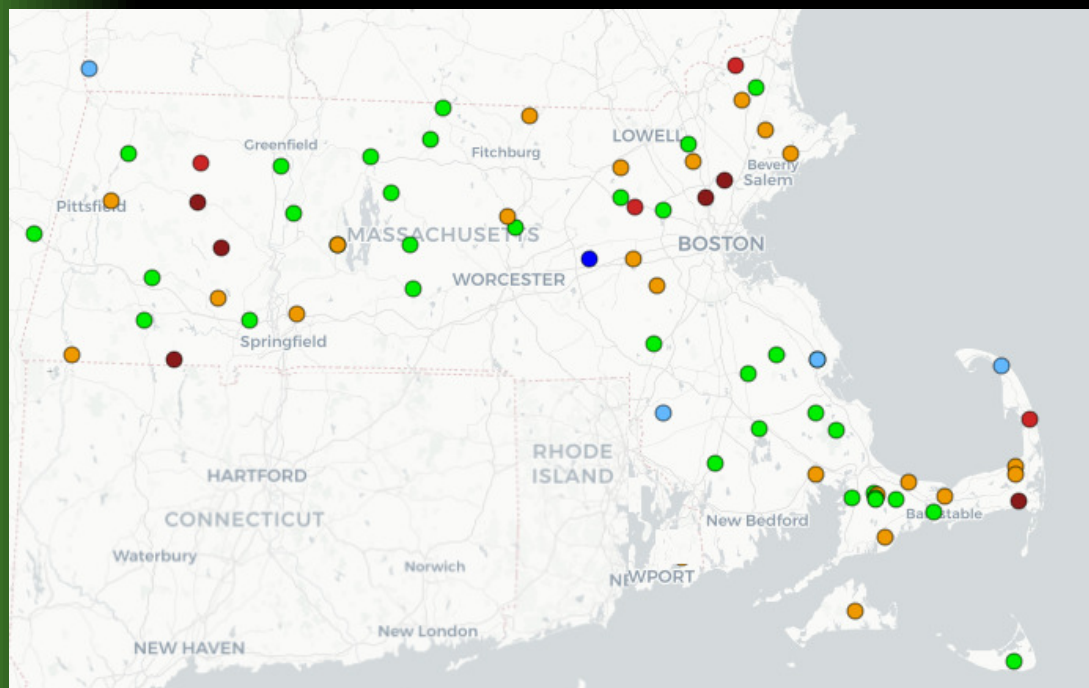 LOWELL
Greenfield
Fitchburg
Beverly
Salem
Pittsfield
MASSACHUSETTS
BOSTON
WORCESTER
Springfield
RHODE
ISLAND
HARTFORD
CONNECTICUT
Barnstable
New Bedford
Waterbury
Norwich
NEWPORT
New London
NEW HAVEN